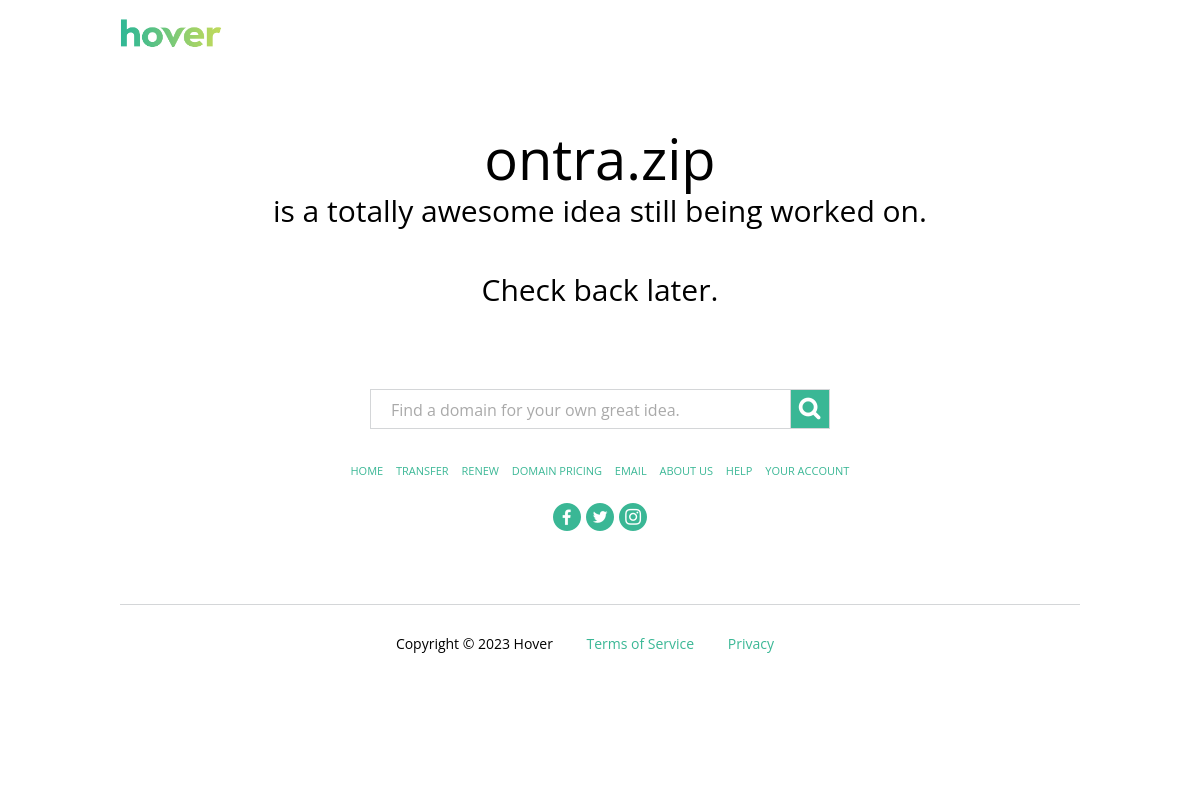 hover
ontra.zip
is a totally awesome idea still being worked on.
Check back later.
Find a domain for your own great idea.
HOME TRANSFER RENEW DOMAIN PRICING EMAIL ABOUT US HELP YOUR ACCOUNT
Copyright © 2023 Hover Terms of Service Privacy